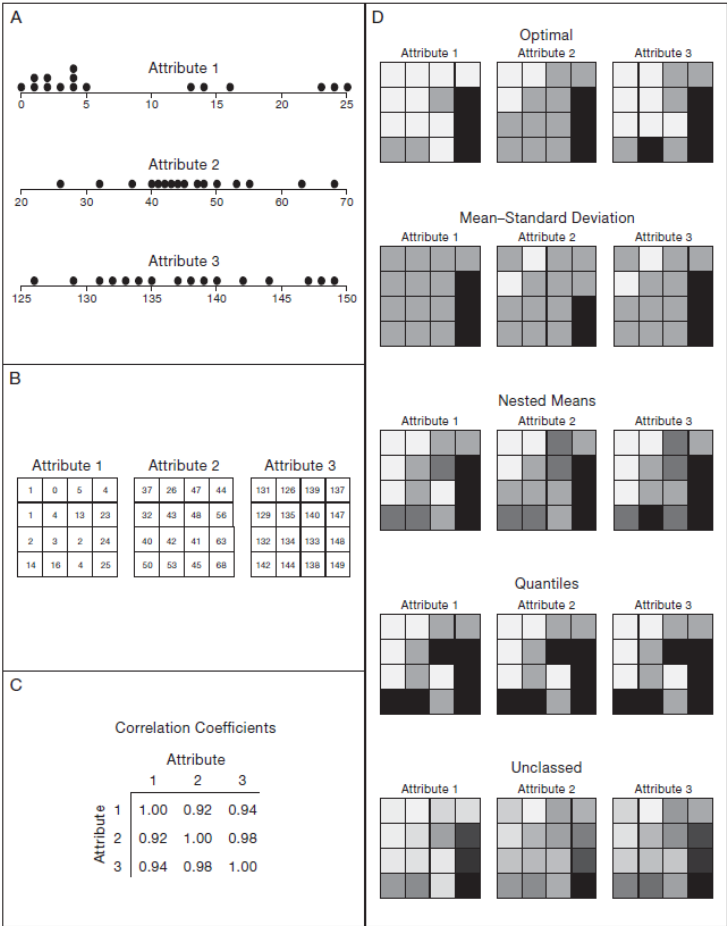 A
Attribute 1
0 5 10 15 20 25
Attribute 2
20 30 40 50 60 70
Attribute 3
125 130 135 140 145 150
B
Attribute 1 Attribute 2 Attribute 3
1 0 5 4 37 26 47 44 131 126 139 137
1 4 13 23 32 43 48 56 129 135 140 147
2 3 2 24 40 42 41 63 132 134 133 148
14 16 4 25 50 53 45 68 142 144 138 149
C
Correlation Coefficients
Attribute
1 2 3
Attribute
1 1.00 0.92 0.94
2 0.92 1.00 0.98
3 0.94 0.98 1.00
D
Optimal
Attribute 1 Attribute 2 Attribute 3
Mean–Standard Deviation
Attribute 1 Attribute 2 Attribute 3
Nested Means
Attribute 1 Attribute 2 Attribute 3
Quantiles
Attribute 1 Attribute 2 Attribute 3
Unclassed
Attribute 1 Attribute 2 Attribute 3